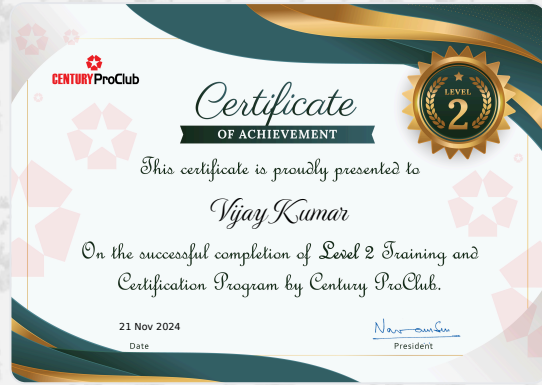 CENTURY ProClub
Certificate
OF ACHIEVEMENT
LEVEL
2
This certificate is proudly presented to
Vijay Kumar
On the successful completion of Level 2 Training and
Certification Program by Century ProClub.
21 Nov 2024
Date
President